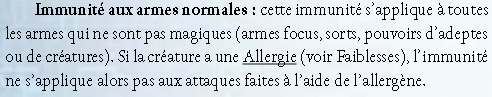 Immunité aux armes normales : cette immunité s'applique à toutes
les armes qui ne sont pas magiques (armes focus, sorts, pouvoirs d'adeptes
ou de créatures). Si la créature a une Allergie (voir Faiblesses), l'immunité
ne s'applique alors pas aux attaques faites à l'aide de l'allergène.